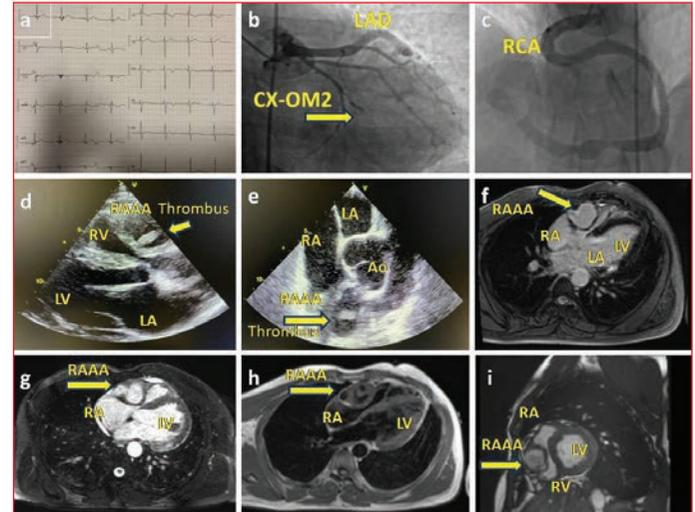 a
b
LAD
CX-OM2
c
RCA
d
RAAA
Thrombus
RV
LV
LA
e
LA
RA
Ao
RAAA
Thrombus
f
RAAA
RA
LA
LV
g
RAAA
RA
LV
h
RAAA
RA
LV
i
RA
RAAA
LV
RV